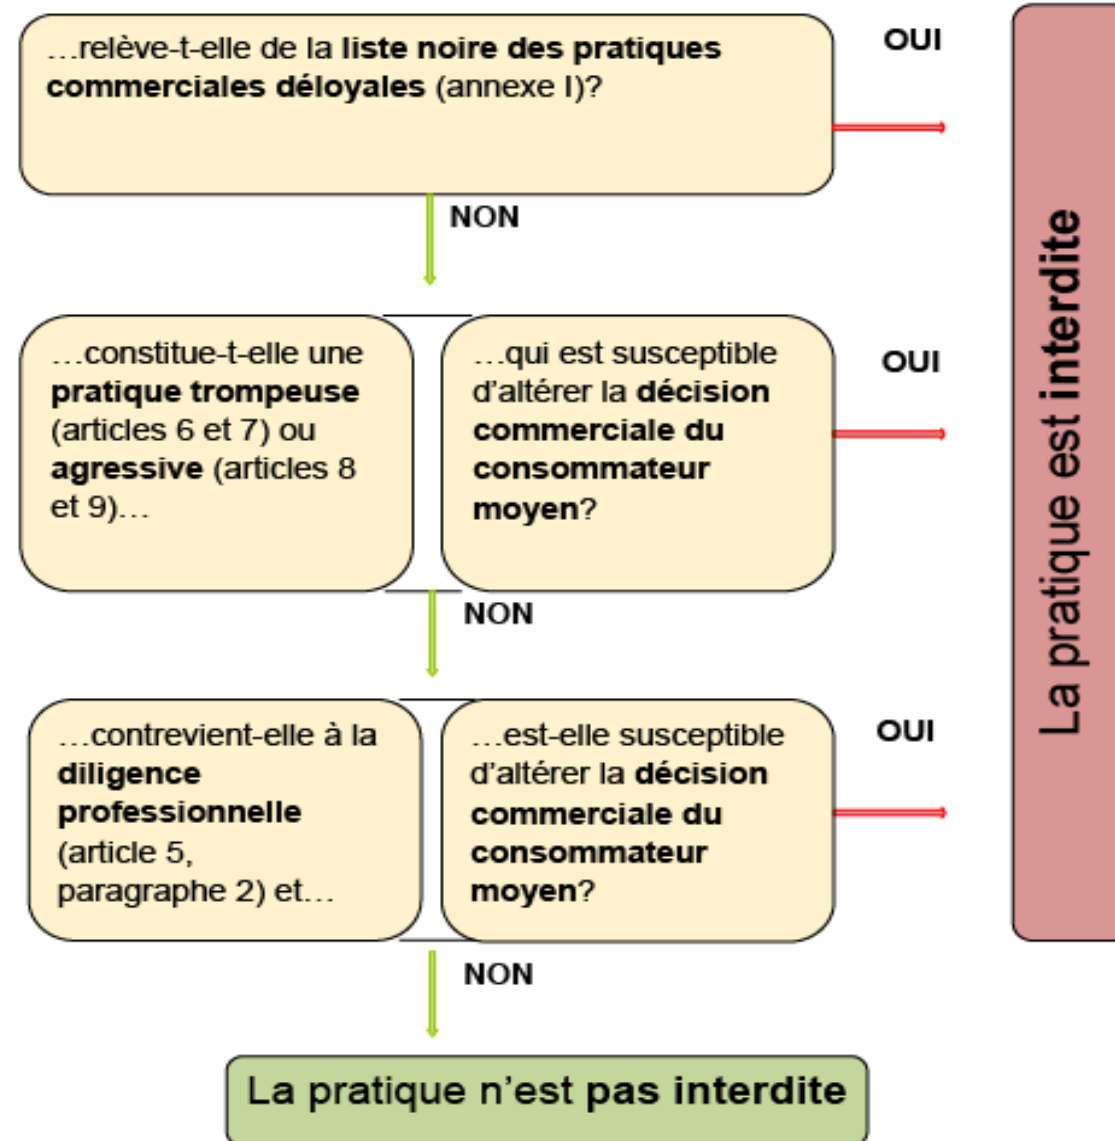 …relève-t-elle de la liste noire des pratiques
commerciales déloyales (annexe I)?
OUI
NON
…constitue-t-elle une
pratique trompeuse
(articles 6 et 7) ou
agressive (articles 8
et 9)…
…qui est susceptible
d'altérer la décision
commerciale du
consommateur
moyen?
OUI
NON
…contrevient-elle à la
diligence
professionnelle
(article 5,
paragraphe 2) et…
…est-elle susceptible
d'altérer la décision
commerciale du
consommateur
moyen?
OUI
NON
La pratique est interdite
La pratique n'est pas interdite